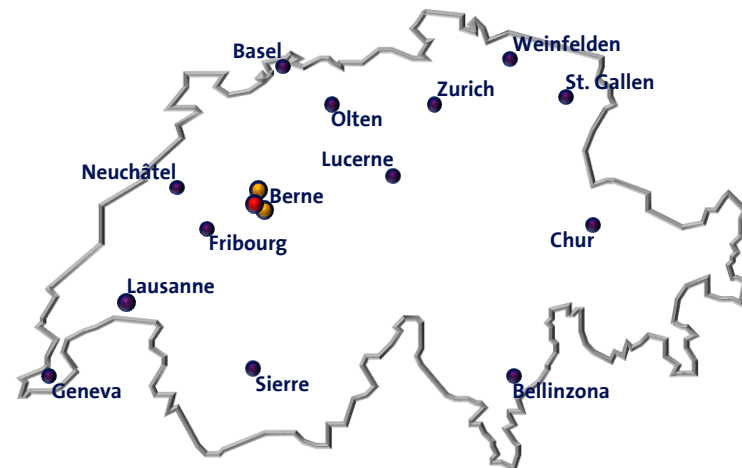 Weinfelden
Basel
St. Gallen
Zurich
Olten
Lucerne
Neuchâtel
Berne
Fribourg
Chur
Lausanne
Sierre
Geneva
Bellinzona